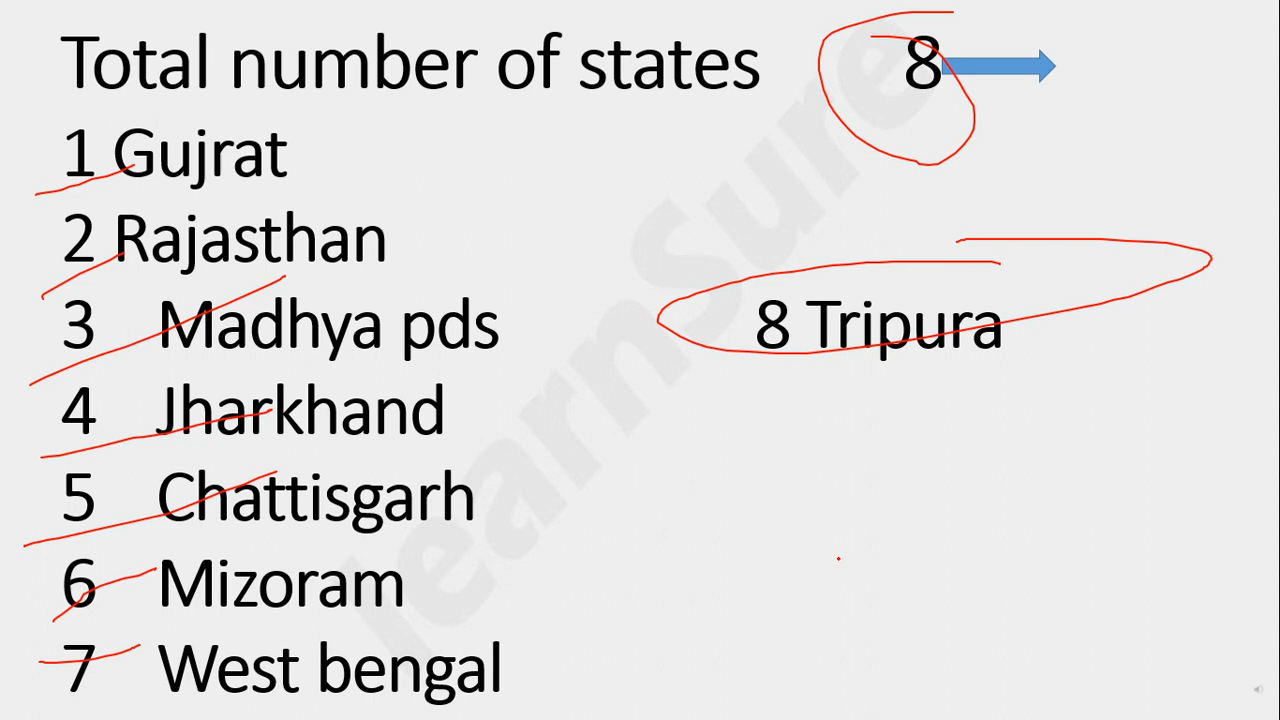 Total number of states 8
1 Gujrat
2 Rajasthan
3 Madhya pds
4 Jharkhand
5 Chattisgarh
6 Mizoram
7 West bengal
8 Tripura
learnSure